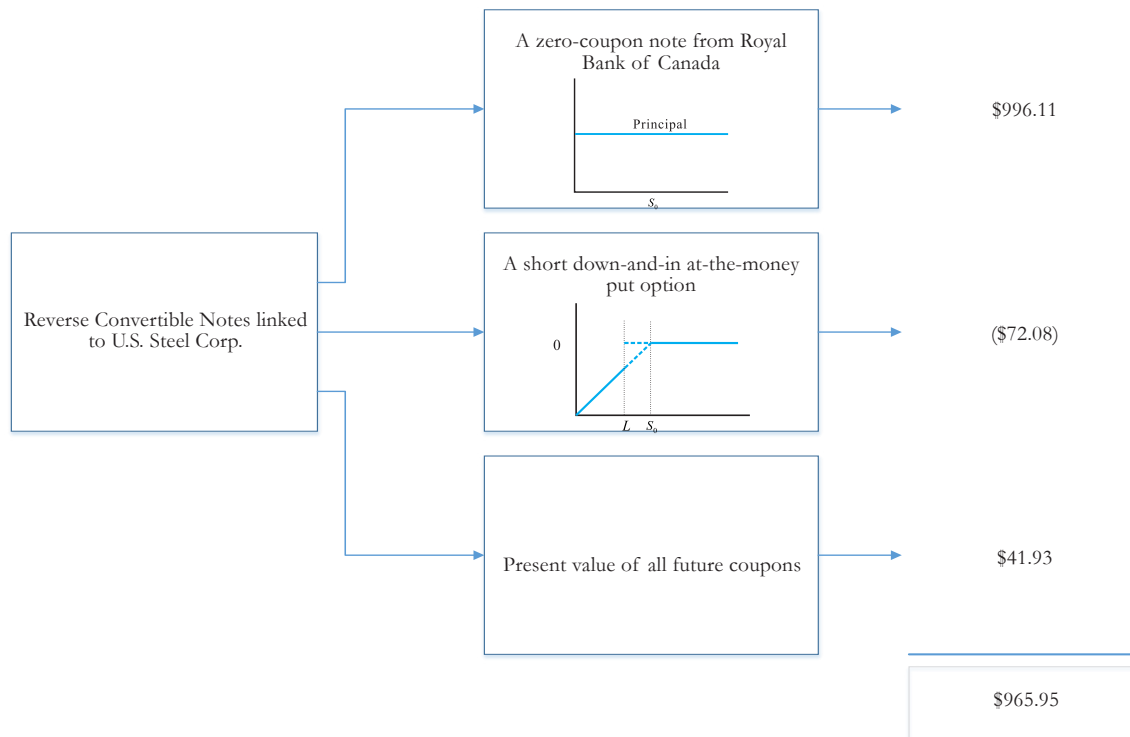 A zero-coupon note from Royal
Bank of Canada
Principal
S₀
$996.11
Reverse Convertible Notes linked
to U.S. Steel Corp.
A short down-and-in at-the-money
put option
0
L S₀
($72.08)
Present value of all future coupons
$41.93
$965.95